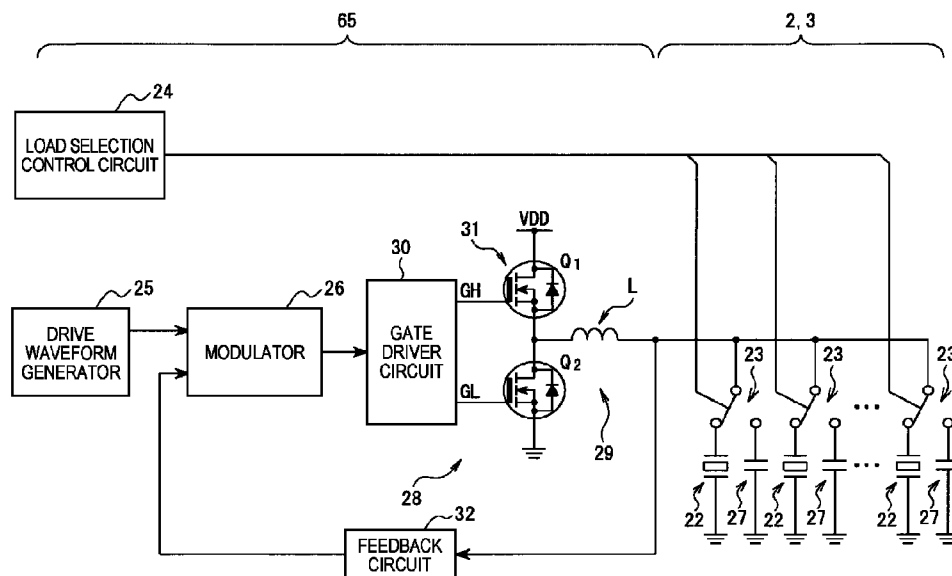 65
2, 3
24
LOAD SELECTION
CONTROL CIRCUIT
VDD
31
Q1
30
GH
L
25
26
DRIVE
WAVEFORM
GENERATOR
MODULATOR
GATE
DRIVER
CIRCUIT
Q2
GL
23
23
23
...
29
28
...
22
27
22
27
22
27
32
FEEDBACK
CIRCUIT